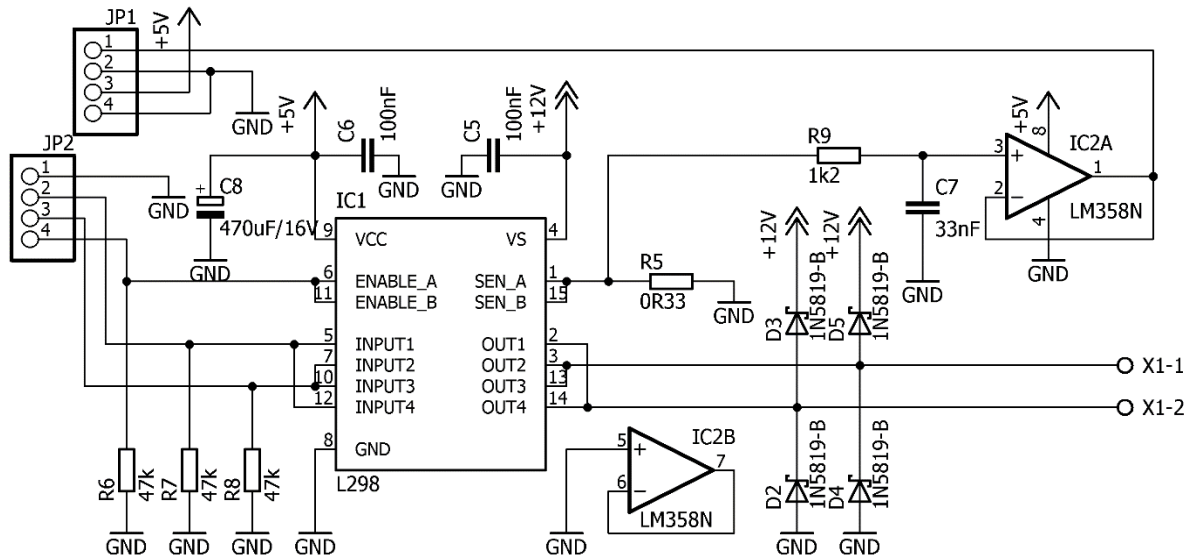 JP1
1
2
3
4
+5V
GND
JP2
1
2
3
4
GND
+5V
C6
100nF
GND
C5
100nF
+12V
GND
+
C8
470uF/16V
GND
IC1
9 VCC
VS 4
6 ENABLE_A
SEN_A 1
11 ENABLE_B
SEN_B 15
5 INPUT1
OUT1 2
7 INPUT2
OUT2 3
10 INPUT3
OUT3 13
12 INPUT4
OUT4 14
8 GND
L298
R6
47k
R7
47k
R8
47k
GND
GND
GND
GND
R9
1k2
C7
33nF
GND
R5
0R33
GND
+5V
8
IC2A
3
+
1
2
-
4
LM358N
GND
+12V
+12V
D3
1N5819-B
D5
1N5819-B
X1-1
X1-2
IC2B
5
+
7
6
-
LM358N
GND
D2
1N5819-B
D4
1N5819-B
GND
GND